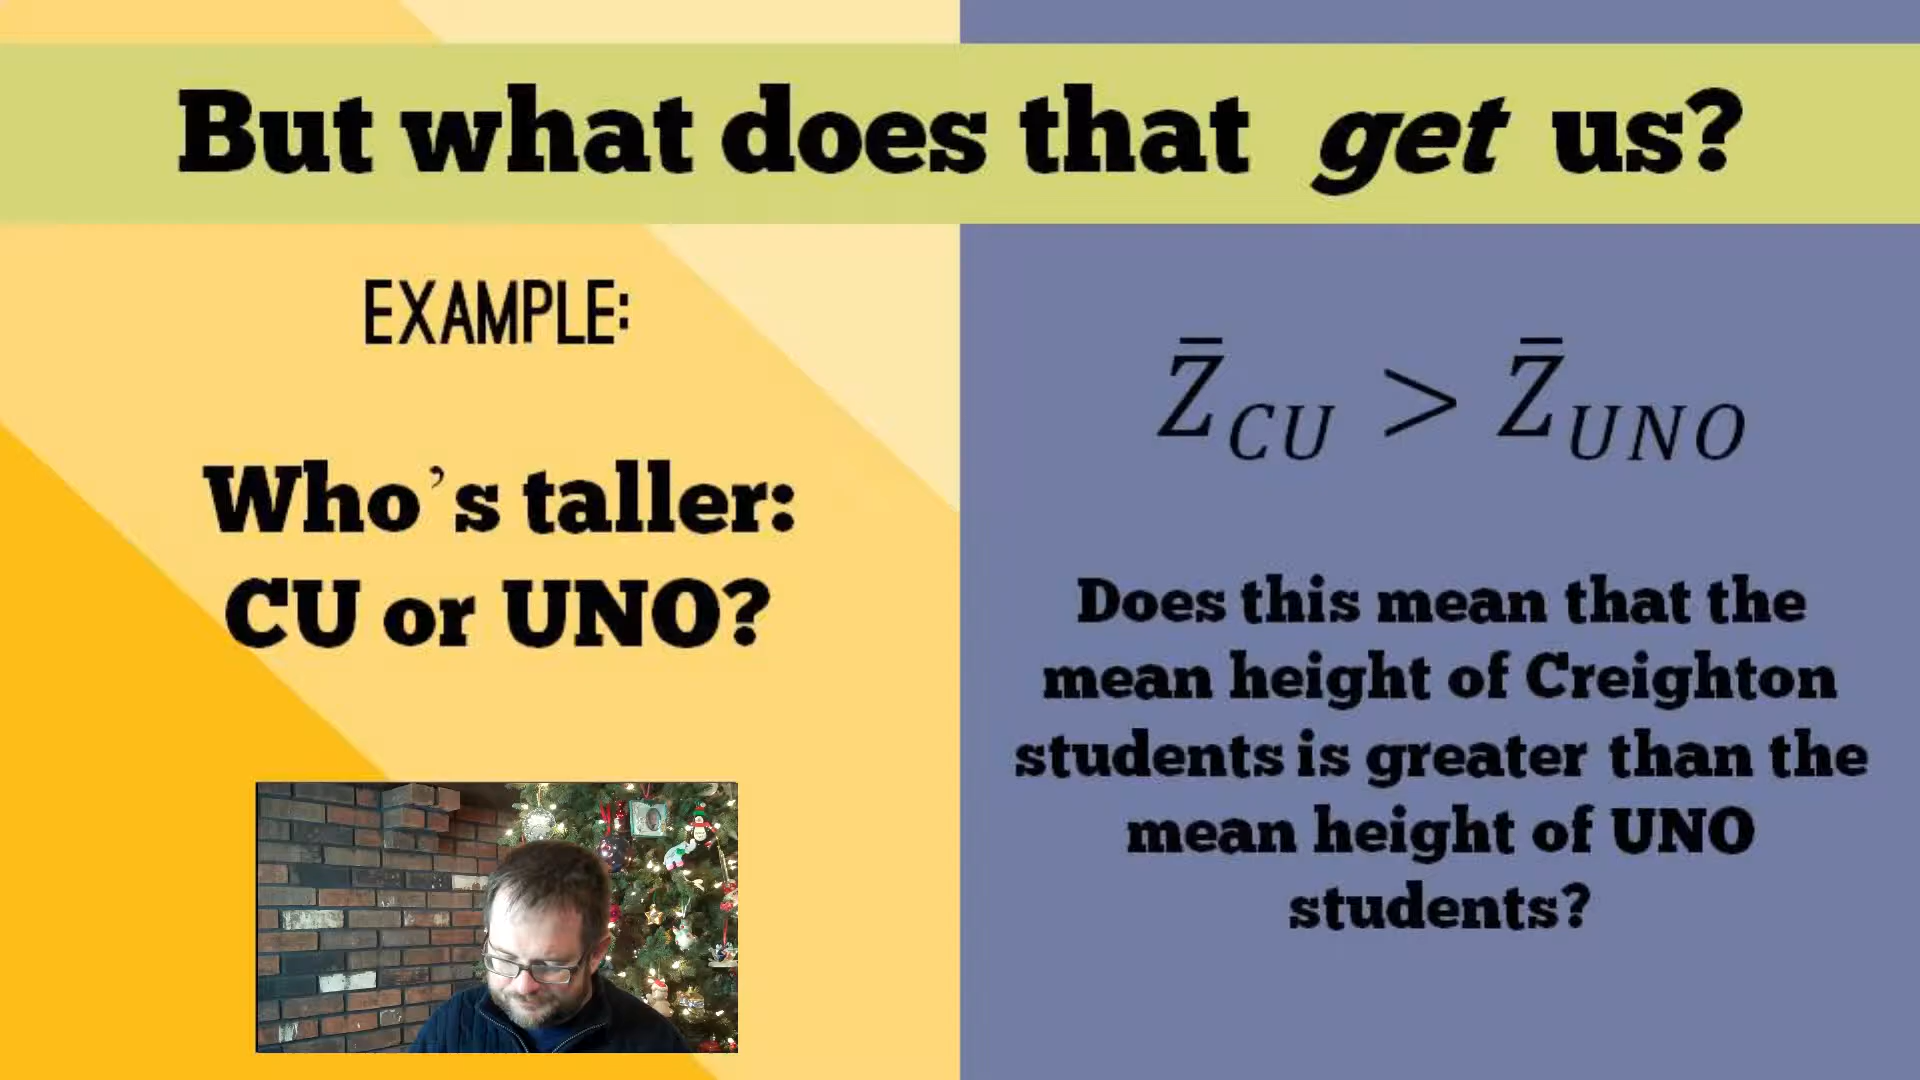 But what does that get us?
EXAMPLE:
Who's taller:
CU or UNO?
Z̄CU > Z̄UNO
Does this mean that the
mean height of Creighton
students is greater than the
mean height of UNO
students?